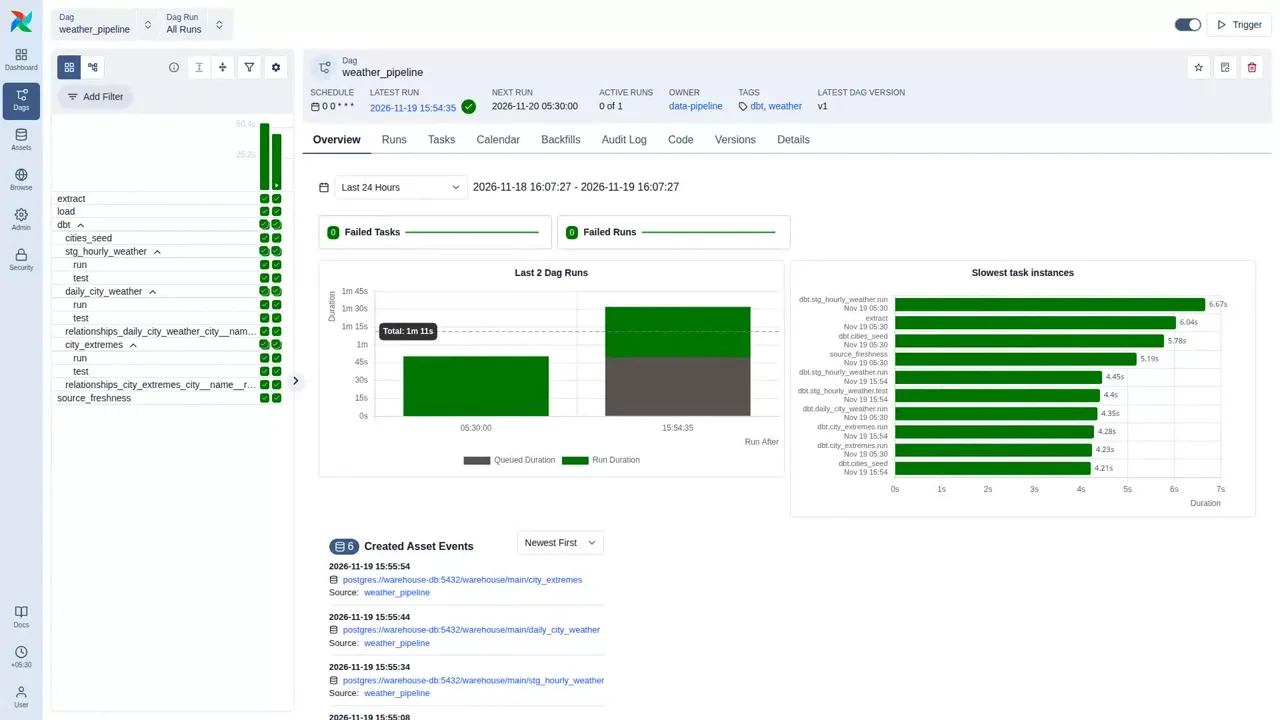 Dag
weather_pipeline
Dag Run
All Runs
Trigger
Dashboard
Dags
Assets
Browse
Admin
Security
Docs
+05:30
User
Add Filter
50.4s
25.2s
extract
load
dbt
cities_seed
stg_hourly_weather
run
test
daily_city_weather
run
test
relationships_daily_city_weather_city__nam...
city_extremes
run
test
relationships_city_extremes_city__name__r...
source_freshness
Dag
weather_pipeline
SCHEDULE
0 0 * * *
LATEST RUN
2026-11-19 15:54:35
NEXT RUN
2026-11-20 05:30:00
ACTIVE RUNS
0 of 1
OWNER
data-pipeline
TAGS
dbt, weather
LATEST DAG VERSION
v1
Overview Runs Tasks Calendar Backfills Audit Log Code Versions Details
Last 24 Hours
2026-11-18 16:07:27 - 2026-11-19 16:07:27
0 Failed Tasks
0 Failed Runs
Last 2 Dag Runs
Duration
1m 45s
1m 30s
1m 15s
1m
45s
30s
15s
0s
Total: 1m 11s
05:30:00
15:54:35
Run After
Queued Duration
Run Duration
Slowest task instances
dbt.stg_hourly_weather.run
Nov 19 05:30
6.67s
extract
Nov 19 05:30
6.04s
dbt.cities_seed
Nov 19 05:30
5.78s
source_freshness
Nov 19 05:30
5.19s
dbt.stg_hourly_weather.run
Nov 19 15:54
4.45s
dbt.stg_hourly_weather.test
Nov 19 15:54
4.4s
dbt.daily_city_weather.run
Nov 19 05:30
4.35s
dbt.city_extremes.run
Nov 19 15:54
4.28s
dbt.city_extremes.run
Nov 19 05:30
4.23s
dbt.cities_seed
Nov 19 15:54
4.21s
0s 1s 2s 3s 4s 5s 6s 7s
Duration
6 Created Asset Events
Newest First
2026-11-19 15:55:54
postgres://warehouse-db:5432/warehouse/main/city_extremes
Source: weather_pipeline
2026-11-19 15:55:44
postgres://warehouse-db:5432/warehouse/main/daily_city_weather
Source: weather_pipeline
2026-11-19 15:55:34
postgres://warehouse-db:5432/warehouse/main/stg_hourly_weather
Source: weather_pipeline
2026-11-19 15:55:08